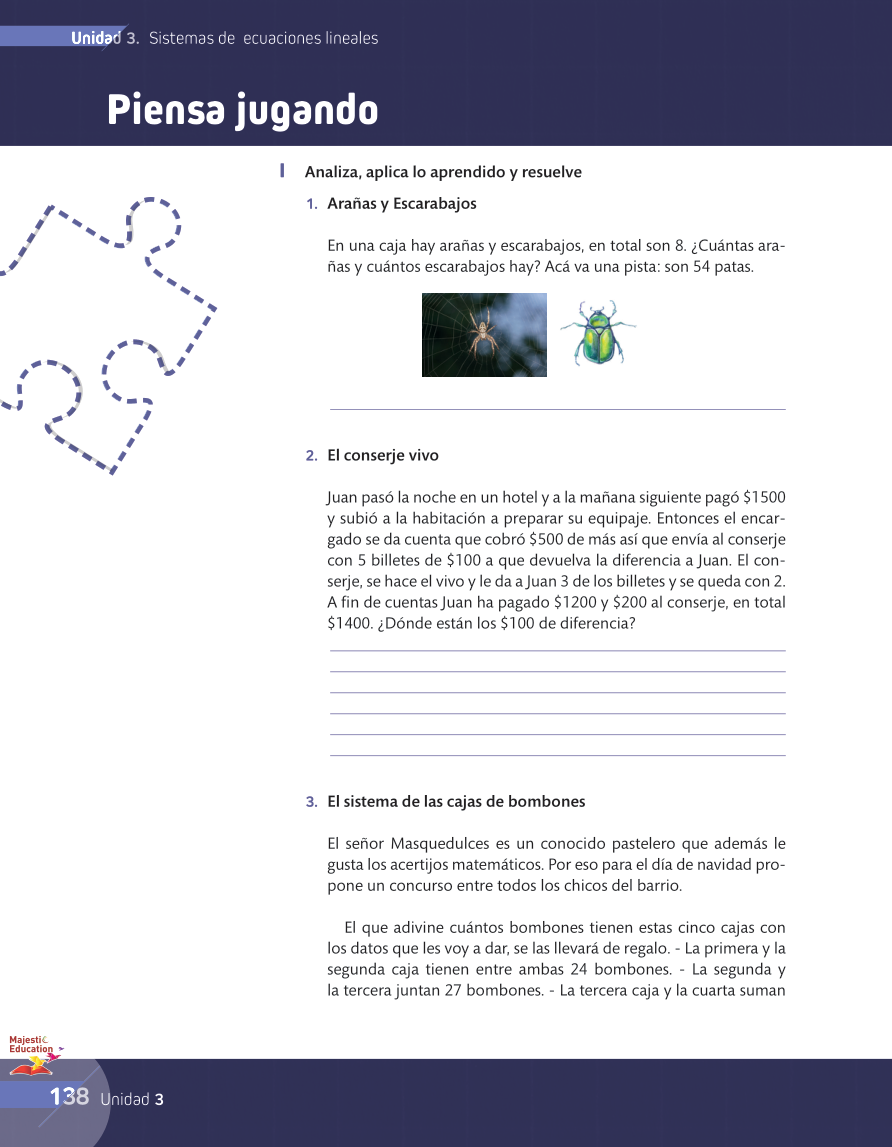 Unidad 3. Sistemas de ecuaciones lineales
Piensa jugando
I Analiza, aplica lo aprendido y resuelve
1. Arañas y Escarabajos
En una caja hay arañas y escarabajos, en total son 8. ¿Cuántas ara-
ñas y cuántos escarabajos hay? Acá va una pista: son 54 patas.
2. El conserje vivo
Juan pasó la noche en un hotel y a la mañana siguiente pagó $1500
y subió a la habitación a preparar su equipaje. Entonces el encar-
gado se da cuenta que cobró $500 de más así que envía al conserje
con 5 billetes de $100 a que devuelva la diferencia a Juan. El con-
serje, se hace el vivo y le da a Juan 3 de los billetes y se queda con 2.
A fin de cuentas Juan ha pagado $1200 y $200 al conserje, en total
$1400. ¿Dónde están los $100 de diferencia?
3. El sistema de las cajas de bombones
El señor Masquedulces es un conocido pastelero que además le
gusta los acertijos matemáticos. Por eso para el día de navidad pro-
pone un concurso entre todos los chicos del barrio.
El que adivine cuántos bombones tienen estas cinco cajas con
los datos que les voy a dar, se las llevará de regalo. - La primera y la
segunda caja tienen entre ambas 24 bombones. - La segunda y
la tercera juntan 27 bombones. - La tercera caja y la cuarta suman
Majestic
Education
138 Unidad 3